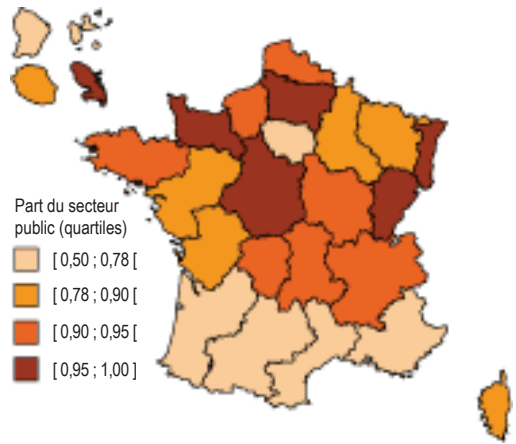 Part du secteur
public (quartiles)
[ 0,50 ; 0,78 [
[ 0,78 ; 0,90 [
[ 0,90 ; 0,95 [
[ 0,95 ; 1,00 ]